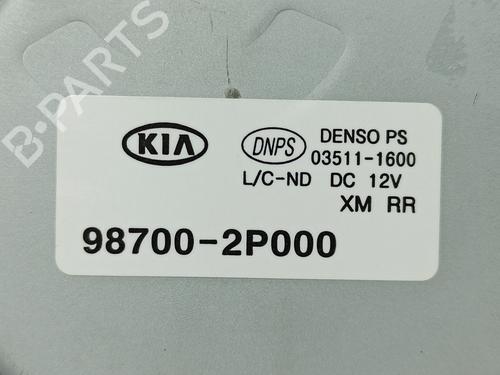 B-PARTS
KIA
DNPS
DENSO PS
03511-1600
L/C-ND DC 12V
XM RR
98700-2P000